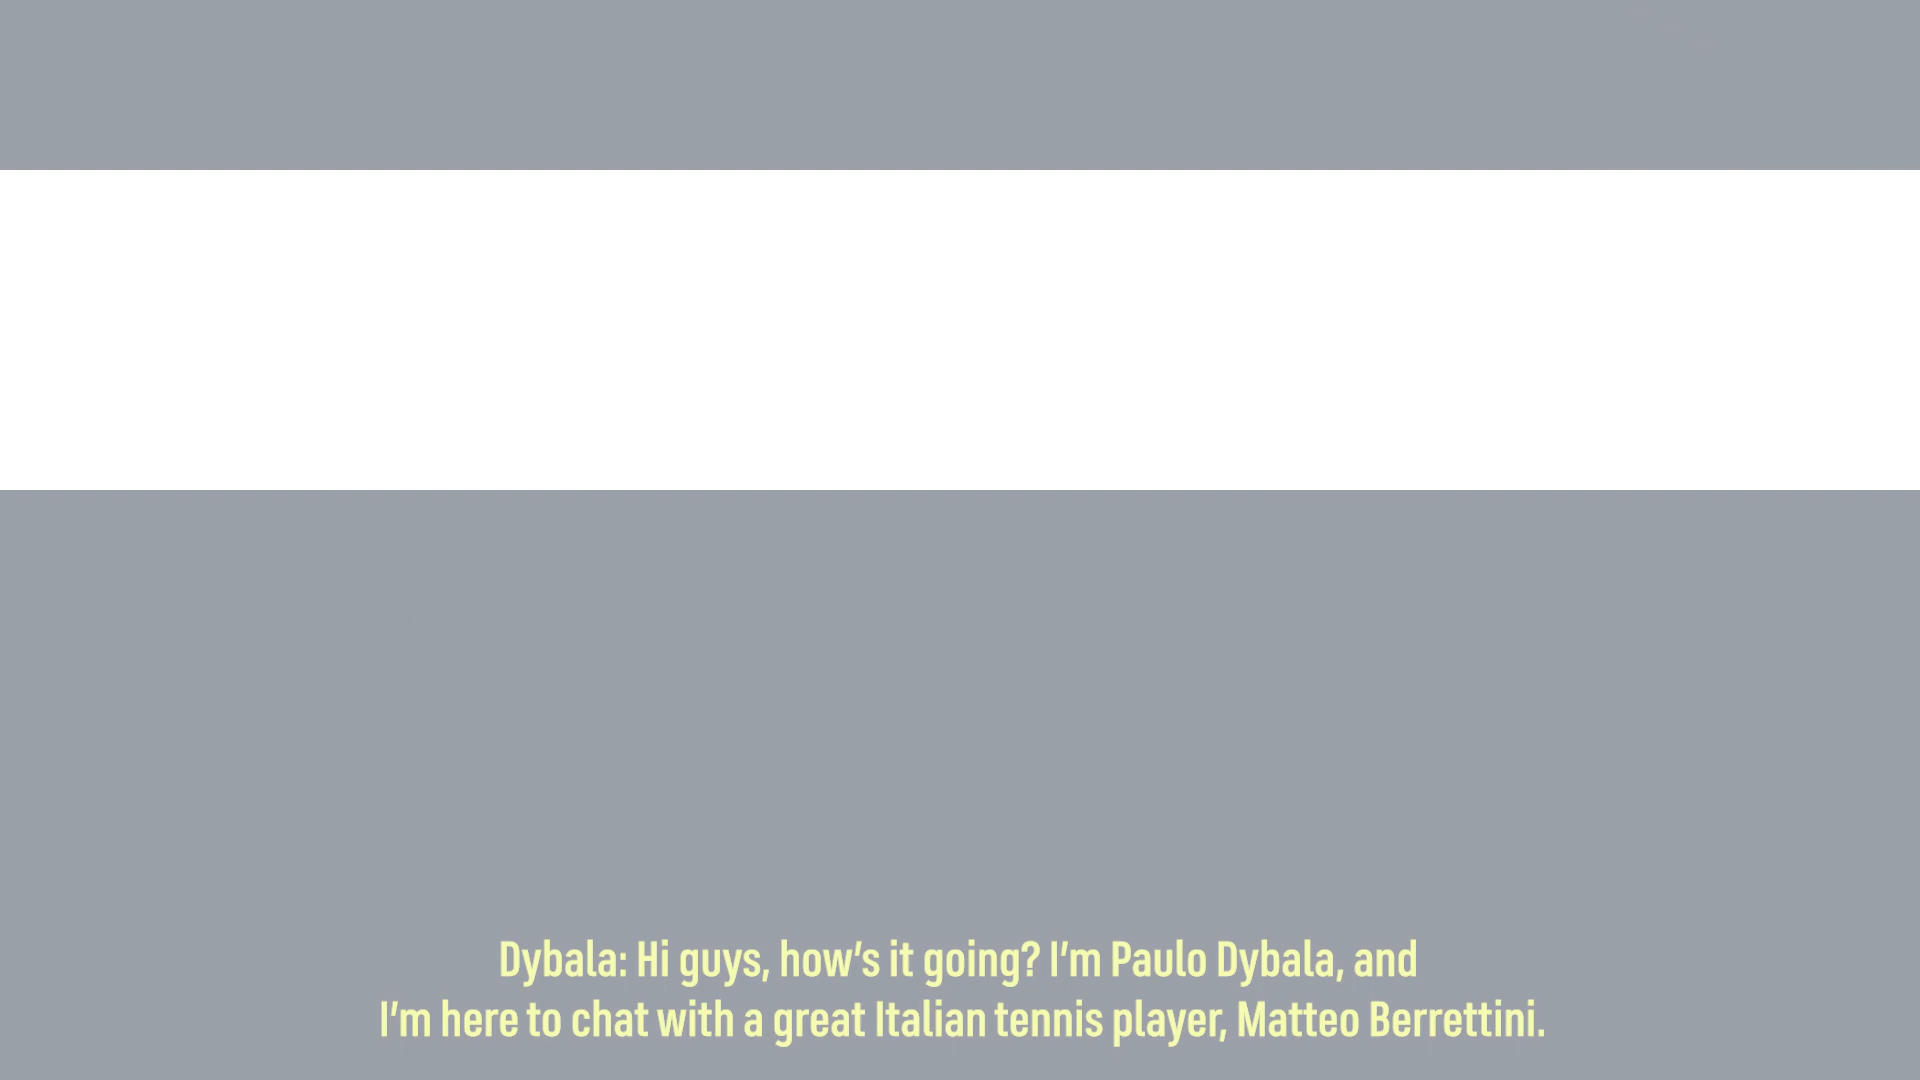 Dybala: Hi guys, how’s it going? I’m Paulo Dybala, and
I’m here to chat with a great Italian tennis player, Matteo Berrettini.